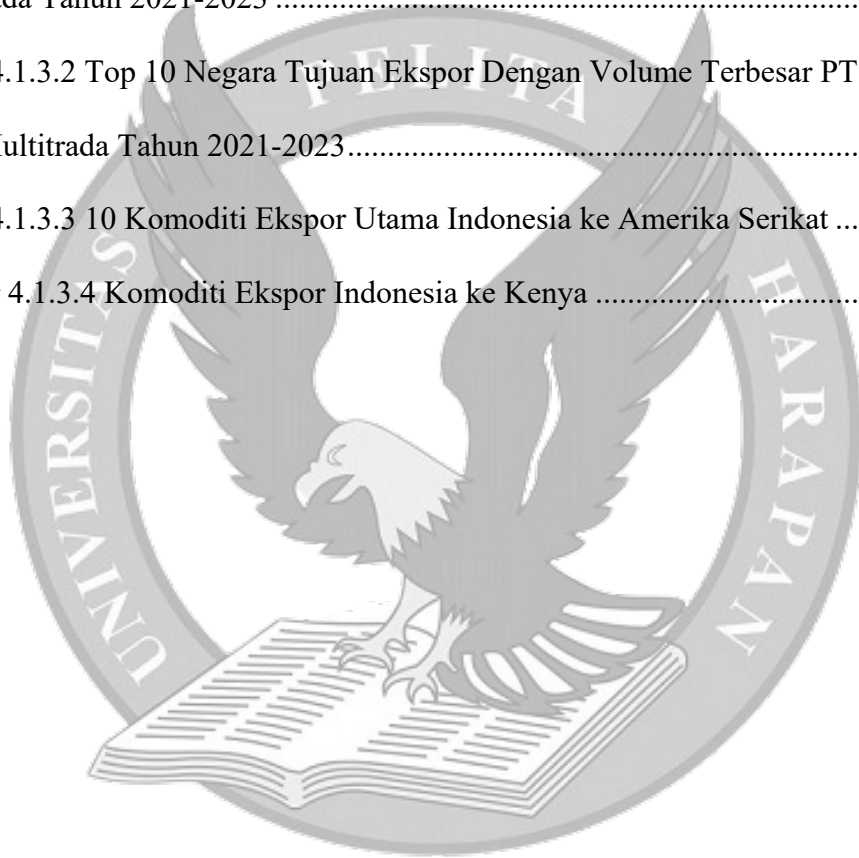 ada Tahun 2021-2023 ........................................................................
4.1.3.2 Top 10 Negara Tujuan Ekspor Dengan Volume Terbesar PT
Multitrada Tahun 2021-2023................................................................
4.1.3.3 10 Komoditi Ekspor Utama Indonesia ke Amerika Serikat ...
4.1.3.4 Komoditi Ekspor Indonesia ke Kenya .................................
UNIVERSITAS PELITA HARAPAN